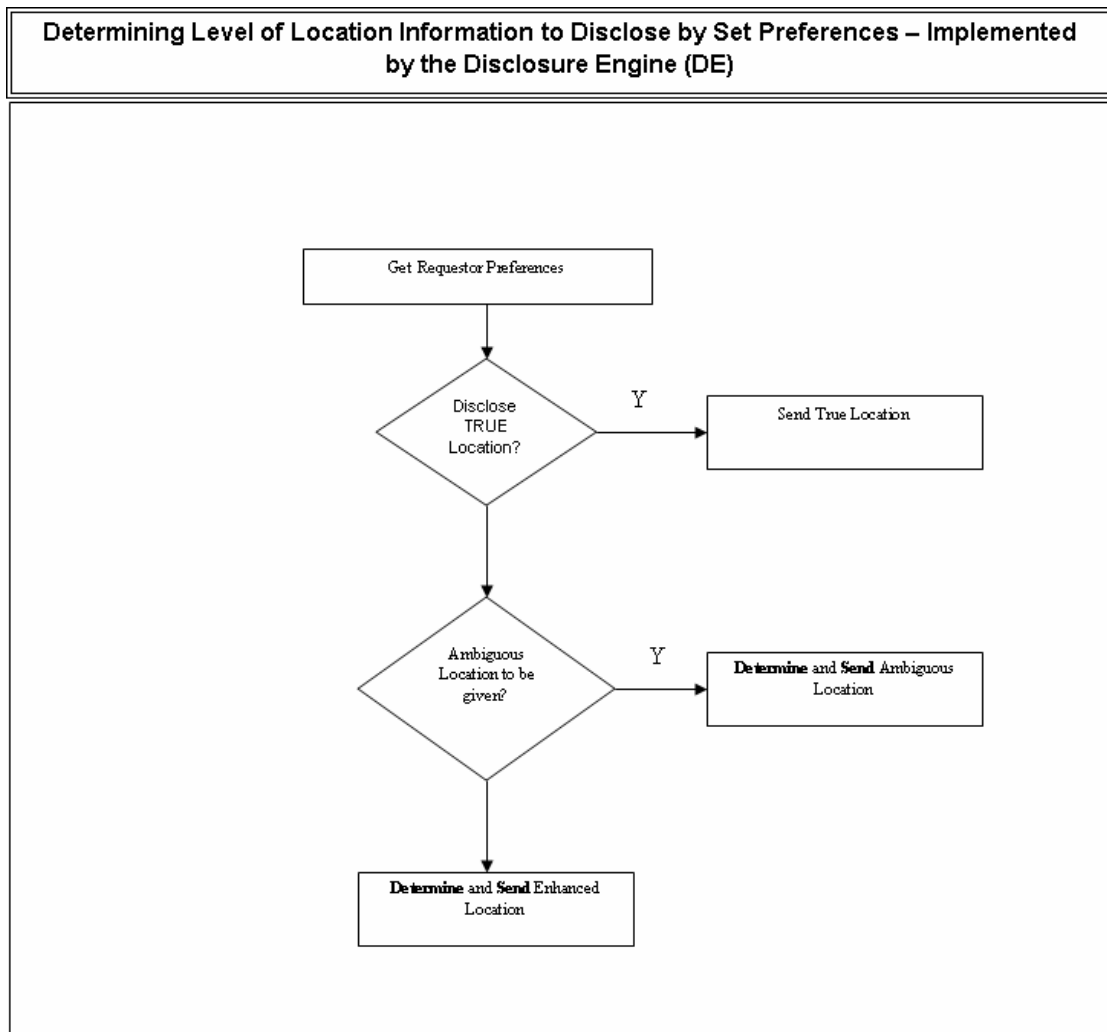 Determining Level of Location Information to Disclose by Set Preferences – Implemented
by the Disclosure Engine (DE)
Get Requestor Preferences
Disclose
TRUE
Location?
Y
Send True Location
Ambiguous
Location to be
given?
Y
Determine and Send Ambiguous
Location
Determine and Send Enhanced
Location